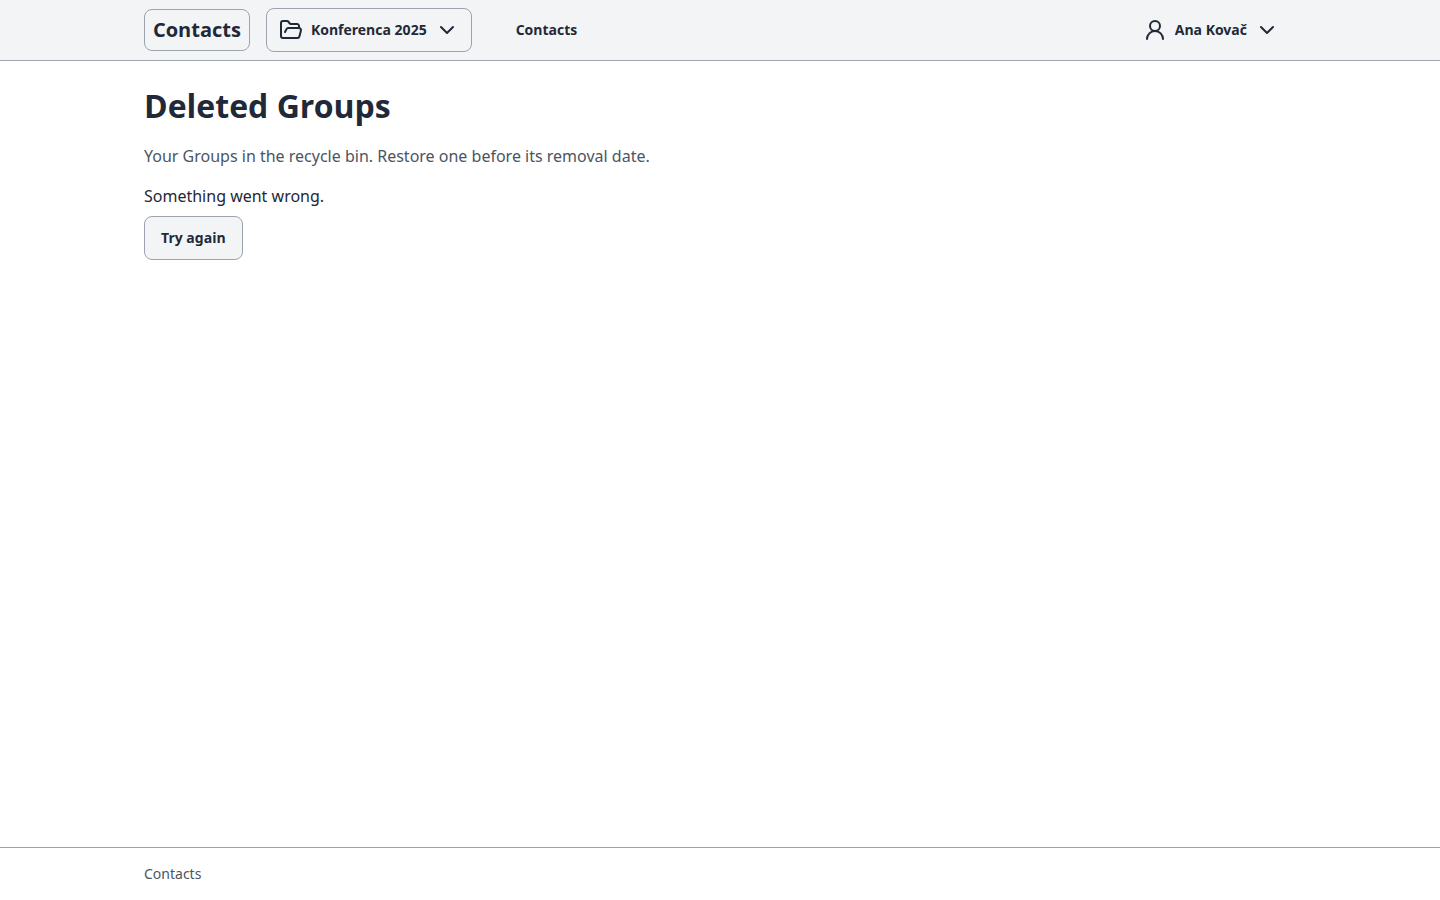 Contacts
Konferenca 2025
Contacts
Ana Kovač
Deleted Groups
Your Groups in the recycle bin. Restore one before its removal date.
Something went wrong.
Try again
Contacts